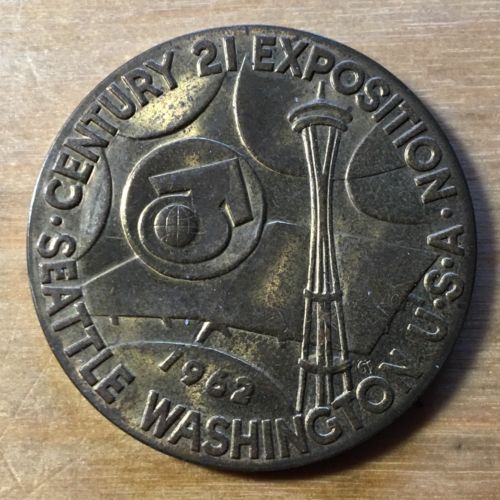 CENTURY 21 EXPOSITION
SEATTLE WASHINGTON U·S·A·
1962